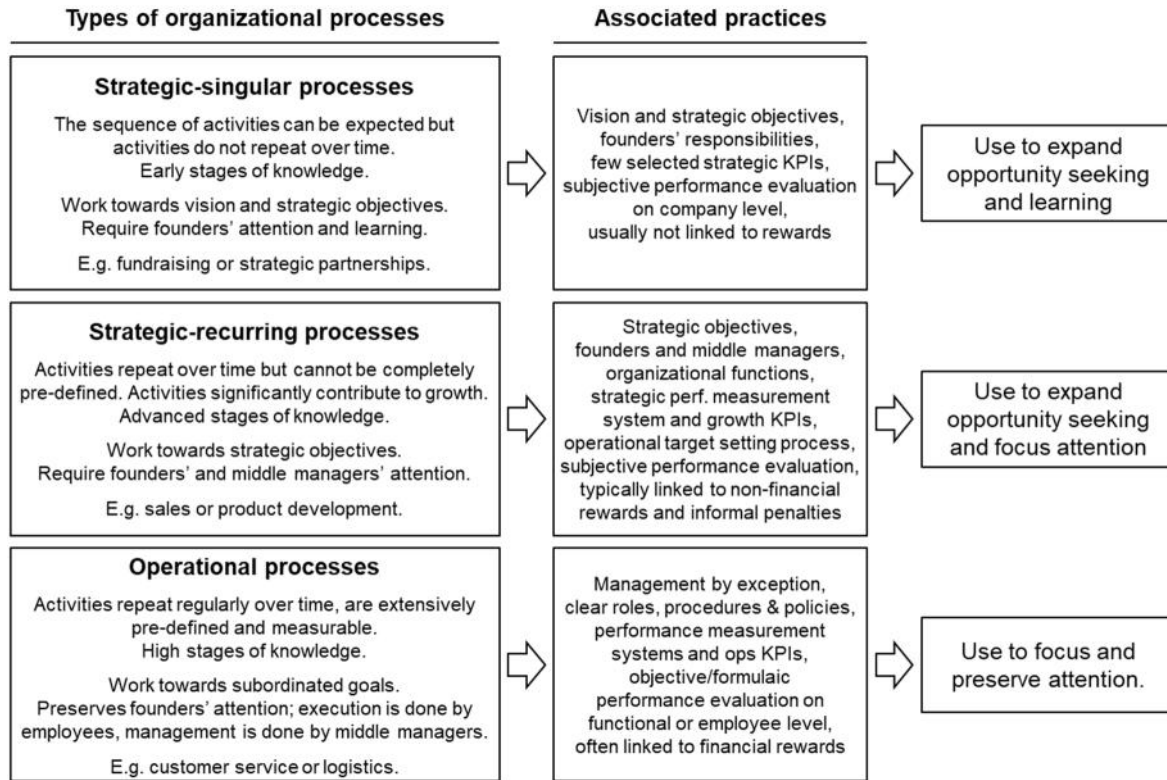 Types of organizational processes
Associated practices
Strategic-singular processes
The sequence of activities can be expected but
activities do not repeat over time.
Early stages of knowledge.
Work towards vision and strategic objectives.
Require founders' attention and learning.
E.g. fundraising or strategic partnerships.
Vision and strategic objectives,
founders' responsibilities,
few selected strategic KPIs,
subjective performance evaluation
on company level,
usually not linked to rewards
Use to expand
opportunity seeking
and learning
Strategic-recurring processes
Activities repeat over time but cannot be completely
pre-defined. Activities significantly contribute to growth.
Advanced stages of knowledge.
Work towards strategic objectives.
Require founders' and middle managers' attention.
E.g. sales or product development.
Strategic objectives,
founders and middle managers,
organizational functions,
strategic perf. measurement
system and growth KPIs,
operational target setting process,
subjective performance evaluation,
typically linked to non-financial
rewards and informal penalties
Use to expand
opportunity seeking
and focus attention
Operational processes
Activities repeat regularly over time, are extensively
pre-defined and measurable.
High stages of knowledge.
Work towards subordinated goals.
Preserves founders' attention; execution is done by
employees, management is done by middle managers.
E.g. customer service or logistics.
Management by exception,
clear roles, procedures & policies,
performance measurement
systems and ops KPIs,
objective/formulaic
performance evaluation on
functional or employee level,
often linked to financial rewards
Use to focus and
preserve attention.